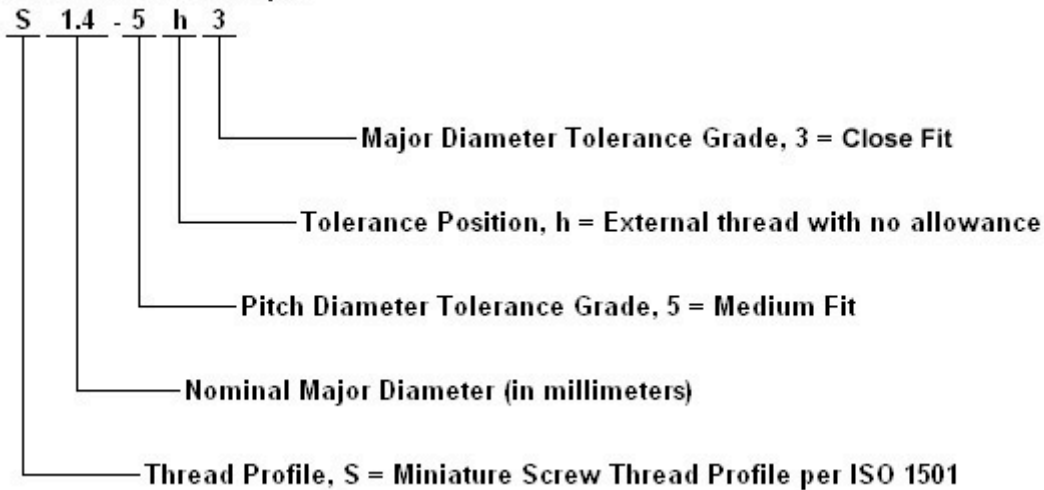 S 1.4 - 5 h 3
Major Diameter Tolerance Grade, 3 = Close Fit
Tolerance Position, h = External thread with no allowance
Pitch Diameter Tolerance Grade, 5 = Medium Fit
Nominal Major Diameter (in millimeters)
Thread Profile, S = Miniature Screw Thread Profile per ISO 1501